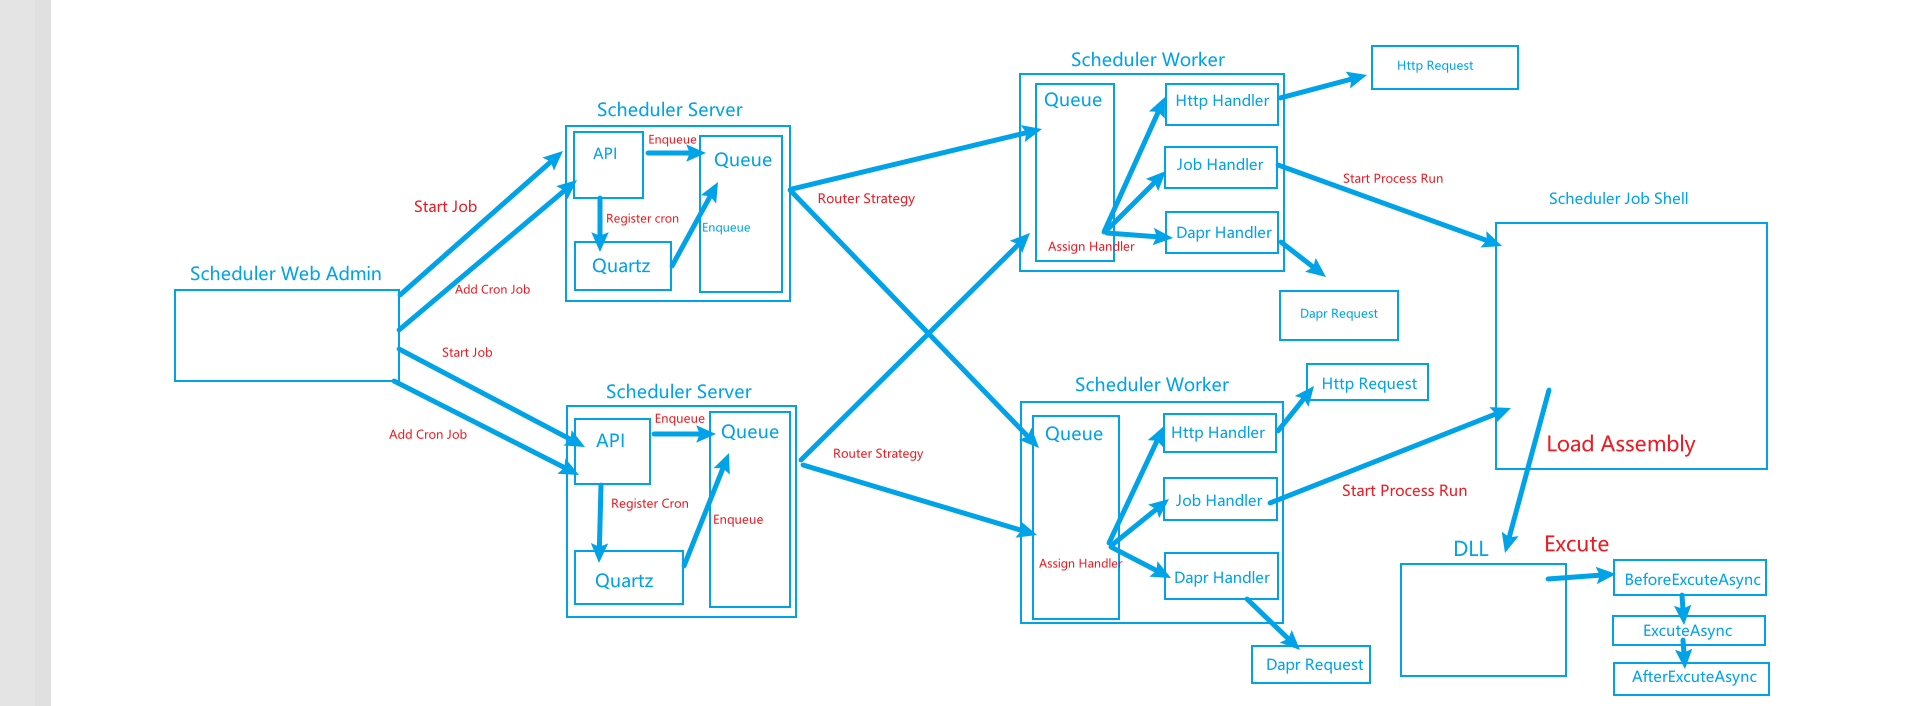 Scheduler Web Admin
Start Job
Add Cron Job
Start Job
Add Cron Job
Scheduler Server
API
Enqueue
Queue
Register cron
Enqueue
Quartz
Scheduler Server
API
Enqueue
Queue
Register Cron
Enqueue
Quartz
Router Strategy
Router Strategy
Scheduler Worker
Queue
Http Handler
Job Handler
Dapr Handler
Assign Handler
Http Request
Start Process Run
Dapr Request
Scheduler Worker
Queue
Http Handler
Job Handler
Dapr Handler
Assign Handler
Http Request
Start Process Run
Dapr Request
Scheduler Job Shell
Load Assembly
DLL
Excute
BeforeExcuteAsync
ExcuteAsync
AfterExcuteAsync